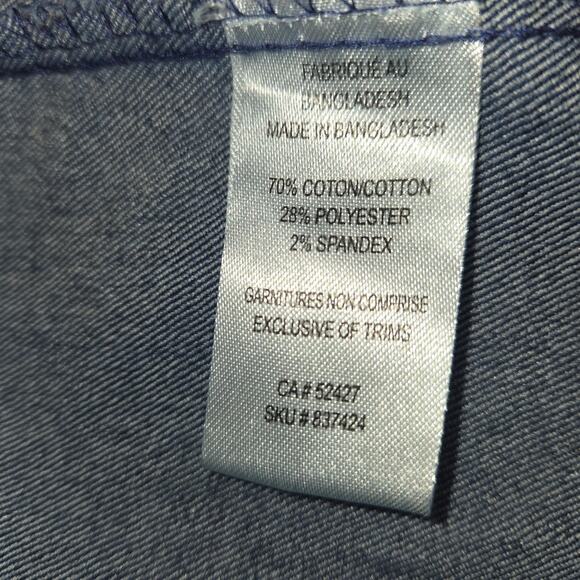 FABRIQUÉ AU
BANGLADESH
MADE IN BANGLADESH
70% COTON/COTTON
28% POLYESTER
2% SPANDEX
GARNITURES NON COMPRISE
EXCLUSIVE OF TRIMS
CA # 52427
SKU # 837424